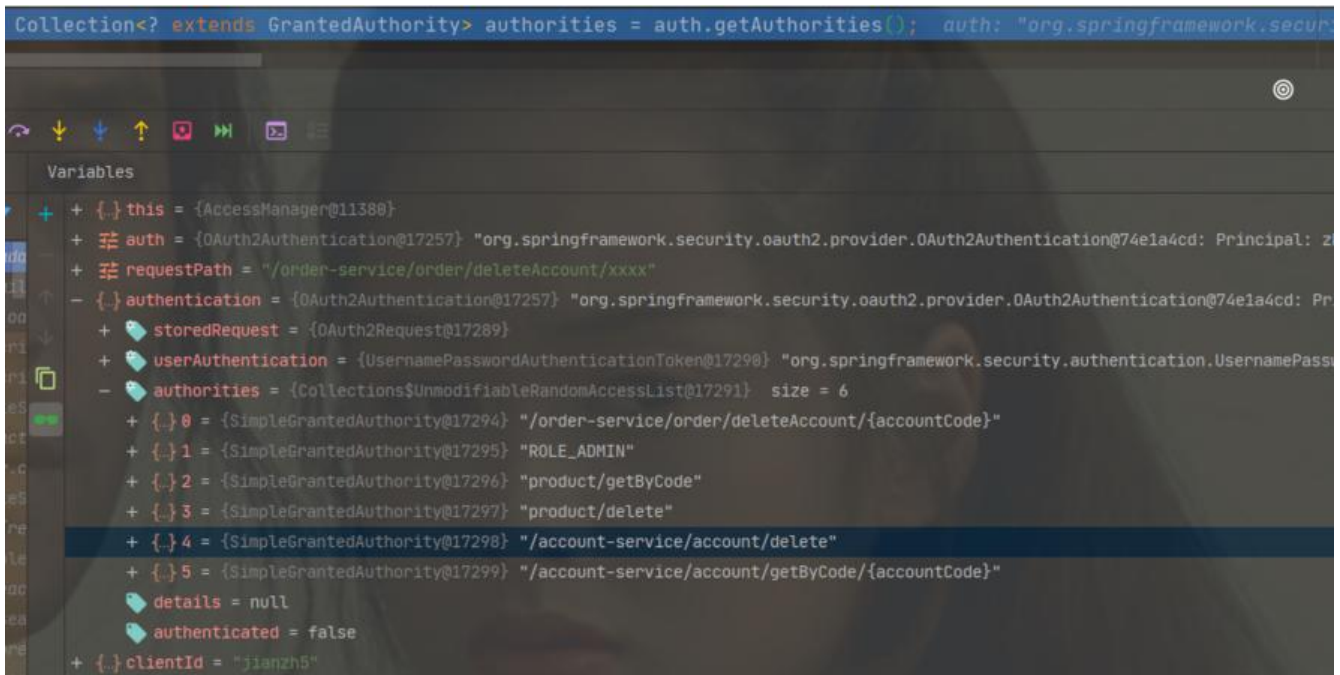 Collection<? extends GrantedAuthority> authorities = auth.getAuthorities(); auth: "org.springframework.secur
Variables
+ {..} this = {AccessManager@11380}
+ auth = {OAuth2Authentication@17257} "org.springframework.security.oauth2.provider.OAuth2Authentication@74e1a4cd: Principal: z
+ requestPath = "/order-service/order/deleteAccount/xxxx"
− {..} authentication = {OAuth2Authentication@17257} "org.springframework.security.oauth2.provider.OAuth2Authentication@74e1a4cd: Pr
+ storedRequest = {OAuth2Request@17289}
+ userAuthentication = {UsernamePasswordAuthenticationToken@17290} "org.springframework.security.authentication.UsernamePassw
− authorities = {Collections$UnmodifiableRandomAccessList@17291} size = 6
+ {..} 0 = {SimpleGrantedAuthority@17294} "/order-service/order/deleteAccount/{accountCode}"
+ {..} 1 = {SimpleGrantedAuthority@17295} "ROLE_ADMIN"
+ {..} 2 = {SimpleGrantedAuthority@17296} "product/getByCode"
+ {..} 3 = {SimpleGrantedAuthority@17297} "product/delete"
+ {..} 4 = {SimpleGrantedAuthority@17298} "/account-service/account/delete"
+ {..} 5 = {SimpleGrantedAuthority@17299} "/account-service/account/getByCode/{accountCode}"
details = null
authenticated = false
+ {..} clientId = "jianzh5"